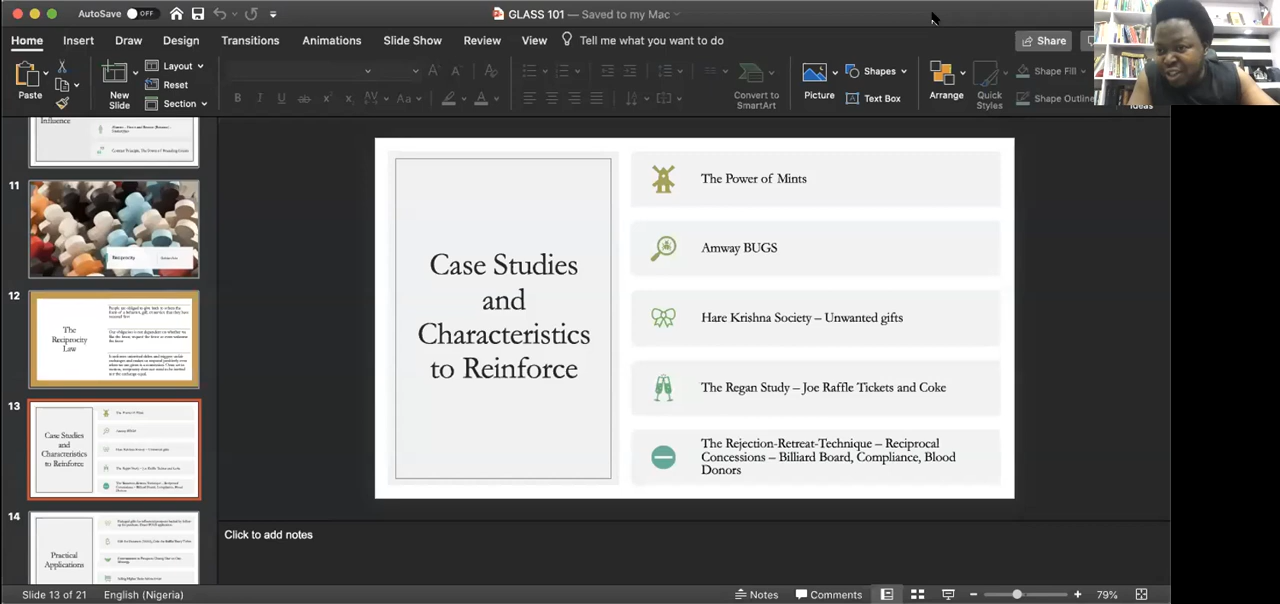 AutoSave OFF GLASS 101 — Saved to my Mac
Home Insert Draw Design Transitions Animations Slide Show Review View Tell me what you want to do Share
Paste New Slide Layout Reset Section Convert to SmartArt Picture Shapes Text Box Arrange Quick Styles Shape Fill Shape Outline
Influence
11
Reciprocity
12
The
Reciprocity
Law
13
Case Studies
and
Characteristics
to Reinforce
14
Practical
Applications
Case Studies
and
Characteristics
to Reinforce
The Power of Mints
Amway BUGS
Hare Krishna Society – Unwanted gifts
The Regan Study – Joe Raffle Tickets and Coke
The Rejection-Retreat-Technique – Reciprocal
Concessions – Billiard Board, Compliance, Blood
Donors
Click to add notes
Slide 13 of 21 English (Nigeria) Notes Comments 79%